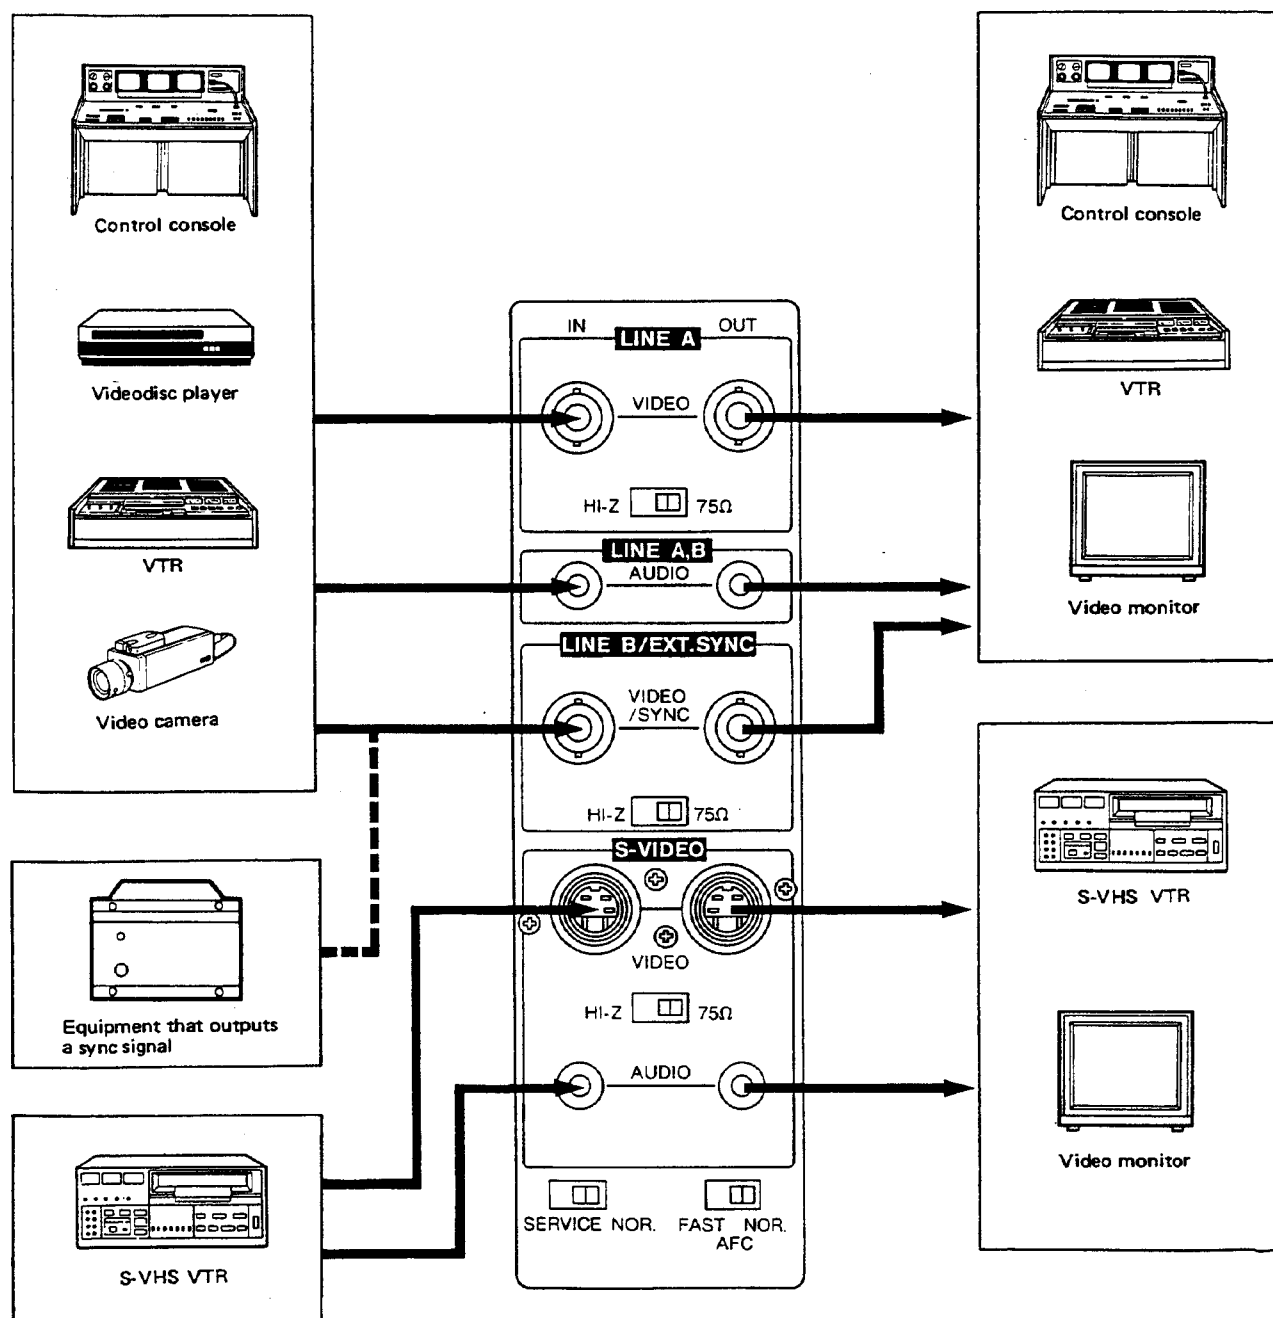 Control console
Videodisc player
VTR
Video camera
Equipment that outputs
a sync signal
S-VHS VTR
IN
OUT
LINE A
VIDEO
HI-Z
75Ω
LINE A,B
AUDIO
LINE B/EXT.SYNC
VIDEO
/SYNC
HI-Z
75Ω
S-VIDEO
VIDEO
HI-Z
75Ω
AUDIO
SERVICE NOR.
FAST NOR.
AFC
Control console
VTR
Video monitor
S-VHS VTR
Video monitor